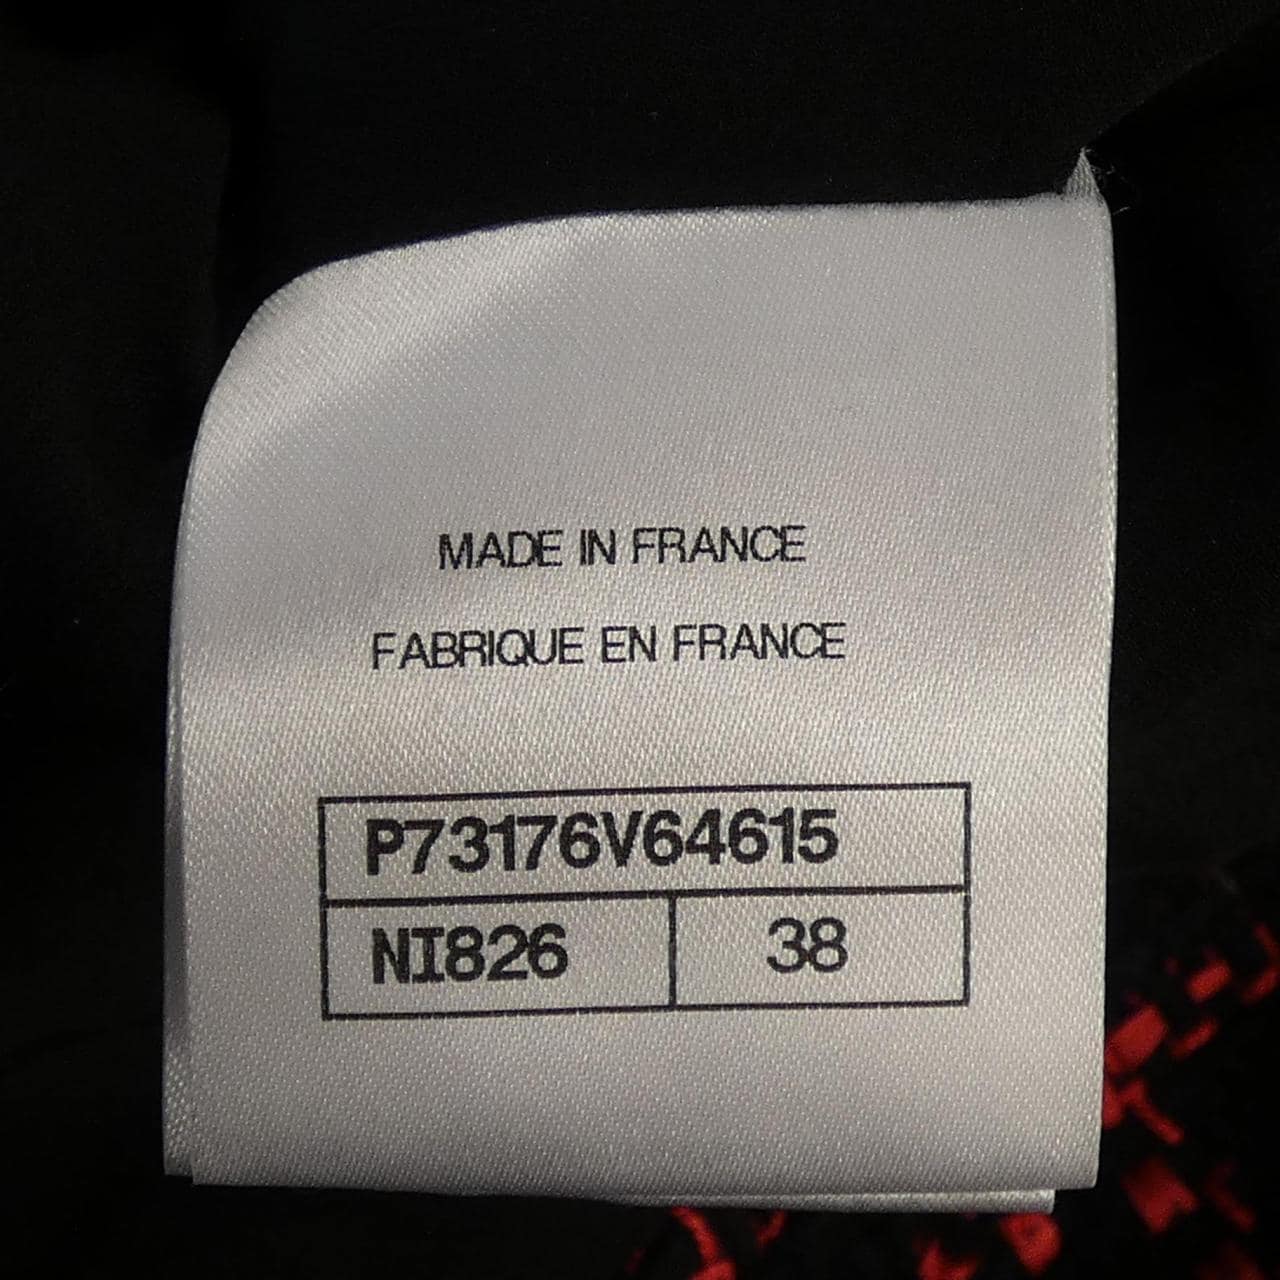 MADE IN FRANCE
FABRIQUE EN FRANCE
P73176V64615
NI826 38